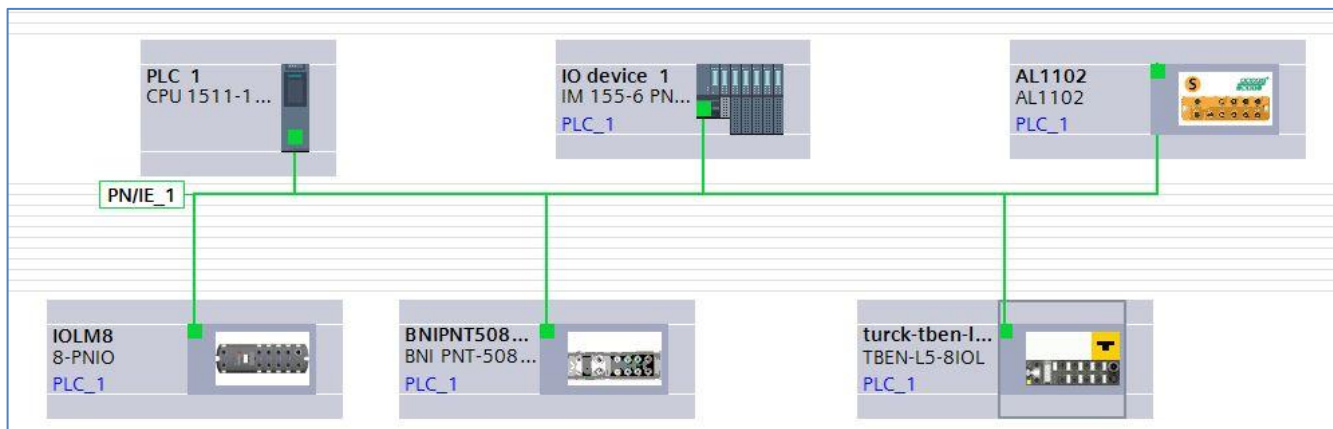 PLC_1
CPU 1511-1...
IO device_1
IM 155-6 PN...
PLC_1
AL1102
AL1102
PLC_1
PN/IE_1
IOLM8
8-PNIO
PLC_1
BNIPNT508...
BNI PNT-508...
PLC_1
turck-tben-l...
TBEN-L5-8IOL
PLC_1